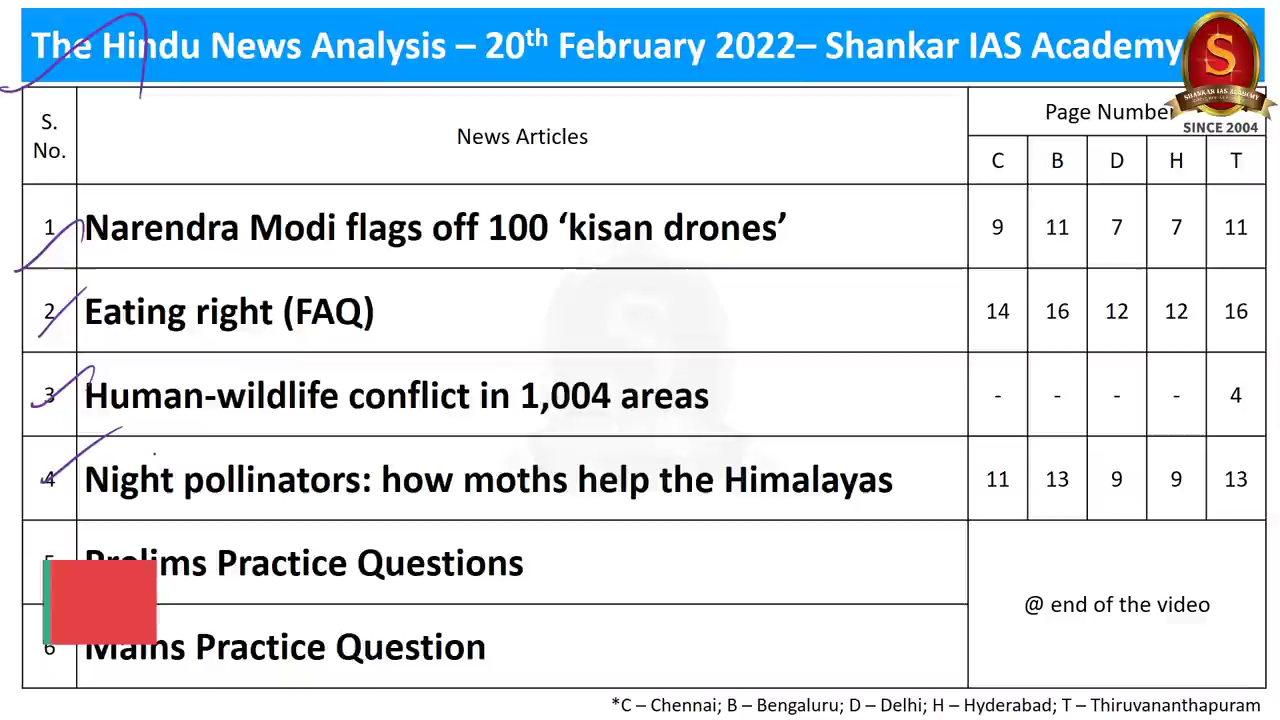 The Hindu News Analysis – 20th February 2022– Shankar IAS Academy
S
SHANKAR IAS ACADEMY
SINCE 2004
S. No.
News Articles
Page Number
C B D H T
1 Narendra Modi flags off 100 ‘kisan drones’ 9 11 7 7 11
2 Eating right (FAQ) 14 16 12 12 16
3 Human-wildlife conflict in 1,004 areas - - - - 4
4 Night pollinators: how moths help the Himalayas 11 13 9 9 13
5 Prelims Practice Questions
@ end of the video
6 Mains Practice Question
*C – Chennai; B – Bengaluru; D – Delhi; H – Hyderabad; T – Thiruvananthapuram